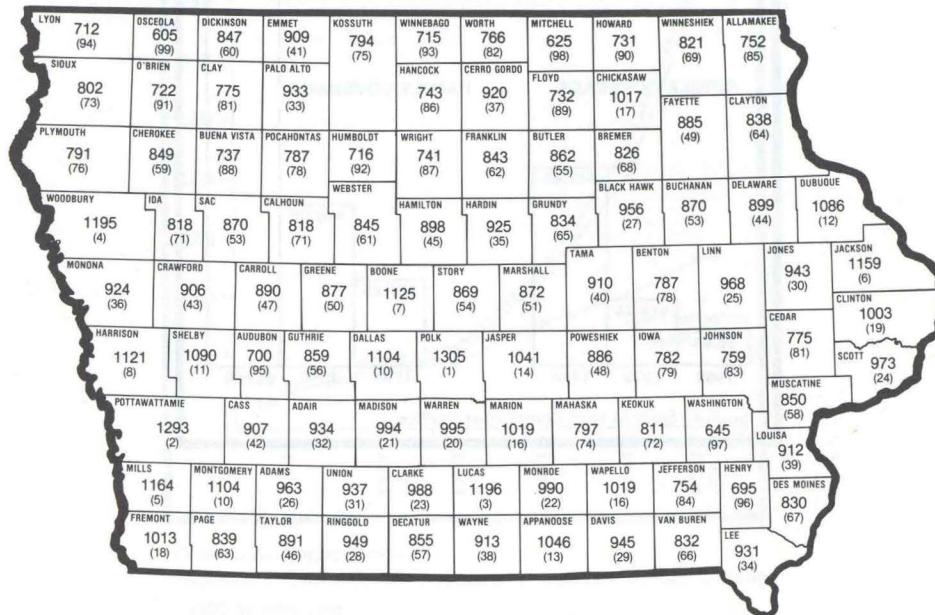 LYON OSCEOLA DICKINSON EMMET KOSSUTH WINNEBAGO WORTH MITCHELL HOWARD WINNESHIEK ALLAMAKEE
712 605 847 909 794 715 766 625 731 821 752
(94) (99) (60) (41) (75) (93) (82) (98) (90) (69) (85)
SIOUX O'BRIEN CLAY PALO ALTO HANCOCK CERRO GORDO FLOYD CHICKASAW
802 722 775 933 743 920 732 1017
(73) (91) (81) (33) (86) (37) (89) (17)
FAYETTE CLAYTON
885 838
(49) (64)
PLYMOUTH CHEROKEE BUENA VISTA POCAHONTAS HUMBOLDT WRIGHT FRANKLIN BUTLER BREMER
791 849 737 787 716 741 843 862 826
(76) (59) (88) (78) (92) (87) (62) (55) (68)
WOODBURY IDA SAC CALHOUN WEBSTER HAMILTON HARDIN GRUNDY BLACK HAWK BUCHANAN DELAWARE DUBUQUE
1195 818 870 818 845 898 925 834 956 870 899 1086
(4) (71) (53) (71) (61) (45) (35) (65) (27) (53) (44) (12)
MONONA CRAWFORD CARROLL GREENE BOONE STORY MARSHALL TAMA BENTON LINN JONES JACKSON
924 906 890 877 1125 869 872 910 787 968 943 1159
(36) (43) (47) (50) (7) (54) (51) (40) (78) (25) (30) (6)
CLINTON
1003
(19)
HARRISON SHELBY AUDUBON GUTHRIE DALLAS POLK JASPER POWESHIEK IOWA JOHNSON CEDAR SCOTT
1121 1090 700 859 1104 1305 1041 886 782 759 775 973
(8) (11) (95) (56) (10) (1) (14) (48) (79) (83) (81) (24)
MUSCATINE
850
(58)
POTTAWATTAMIE CASS ADAIR MADISON WARREN MARION MAHASKA KEOKUK WASHINGTON LOUISA
1293 907 934 994 995 1019 797 811 645 912
(2) (42) (32) (21) (20) (16) (74) (72) (97) (39)
MILLS MONTGOMERY ADAMS UNION CLARKE LUCAS MONROE WAPELLO JEFFERSON HENRY DES MOINES
1164 1104 963 937 988 1196 990 1019 754 695 830
(5) (10) (26) (31) (23) (3) (22) (16) (84) (96) (67)
FREMONT PAGE TAYLOR RINGGOLD DECATUR WAYNE APPANOOSE DAVIS VAN BUREN LEE
1013 839 891 949 855 913 1046 945 832 931
(18) (63) (46) (28) (57) (38) (13) (29) (66) (34)